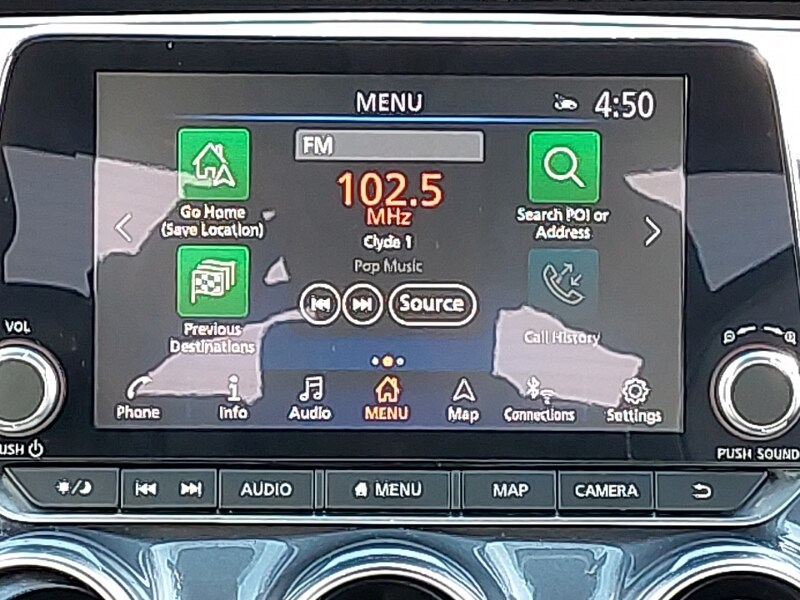 MENU
4:50
FM
102.5
MHz
Clyde 1
Pop Music
Source
Go Home
(Save Location)
Previous
Destinations
Search POI or
Address
Call History
Phone
Info
Audio
MENU
Map
Connections
Settings
VOL
PUSH SOUND
AUDIO
MENU
MAP
CAMERA